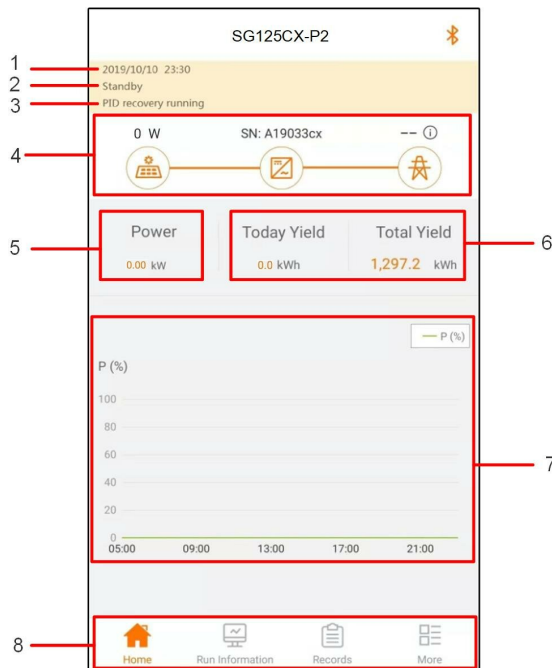 SG125CX-P2
1
2019/10/10 23:30
2
Standby
3
PID recovery running
4
0 W SN: A19033cx --
5
Power Today Yield Total Yield
6
0.00 kW 0.0 kWh 1,297.2 kWh
P (%)
P (%)
100
80
60
7
40
20
0
05:00 09:00 13:00 17:00 21:00
8
Home Run Information Records More